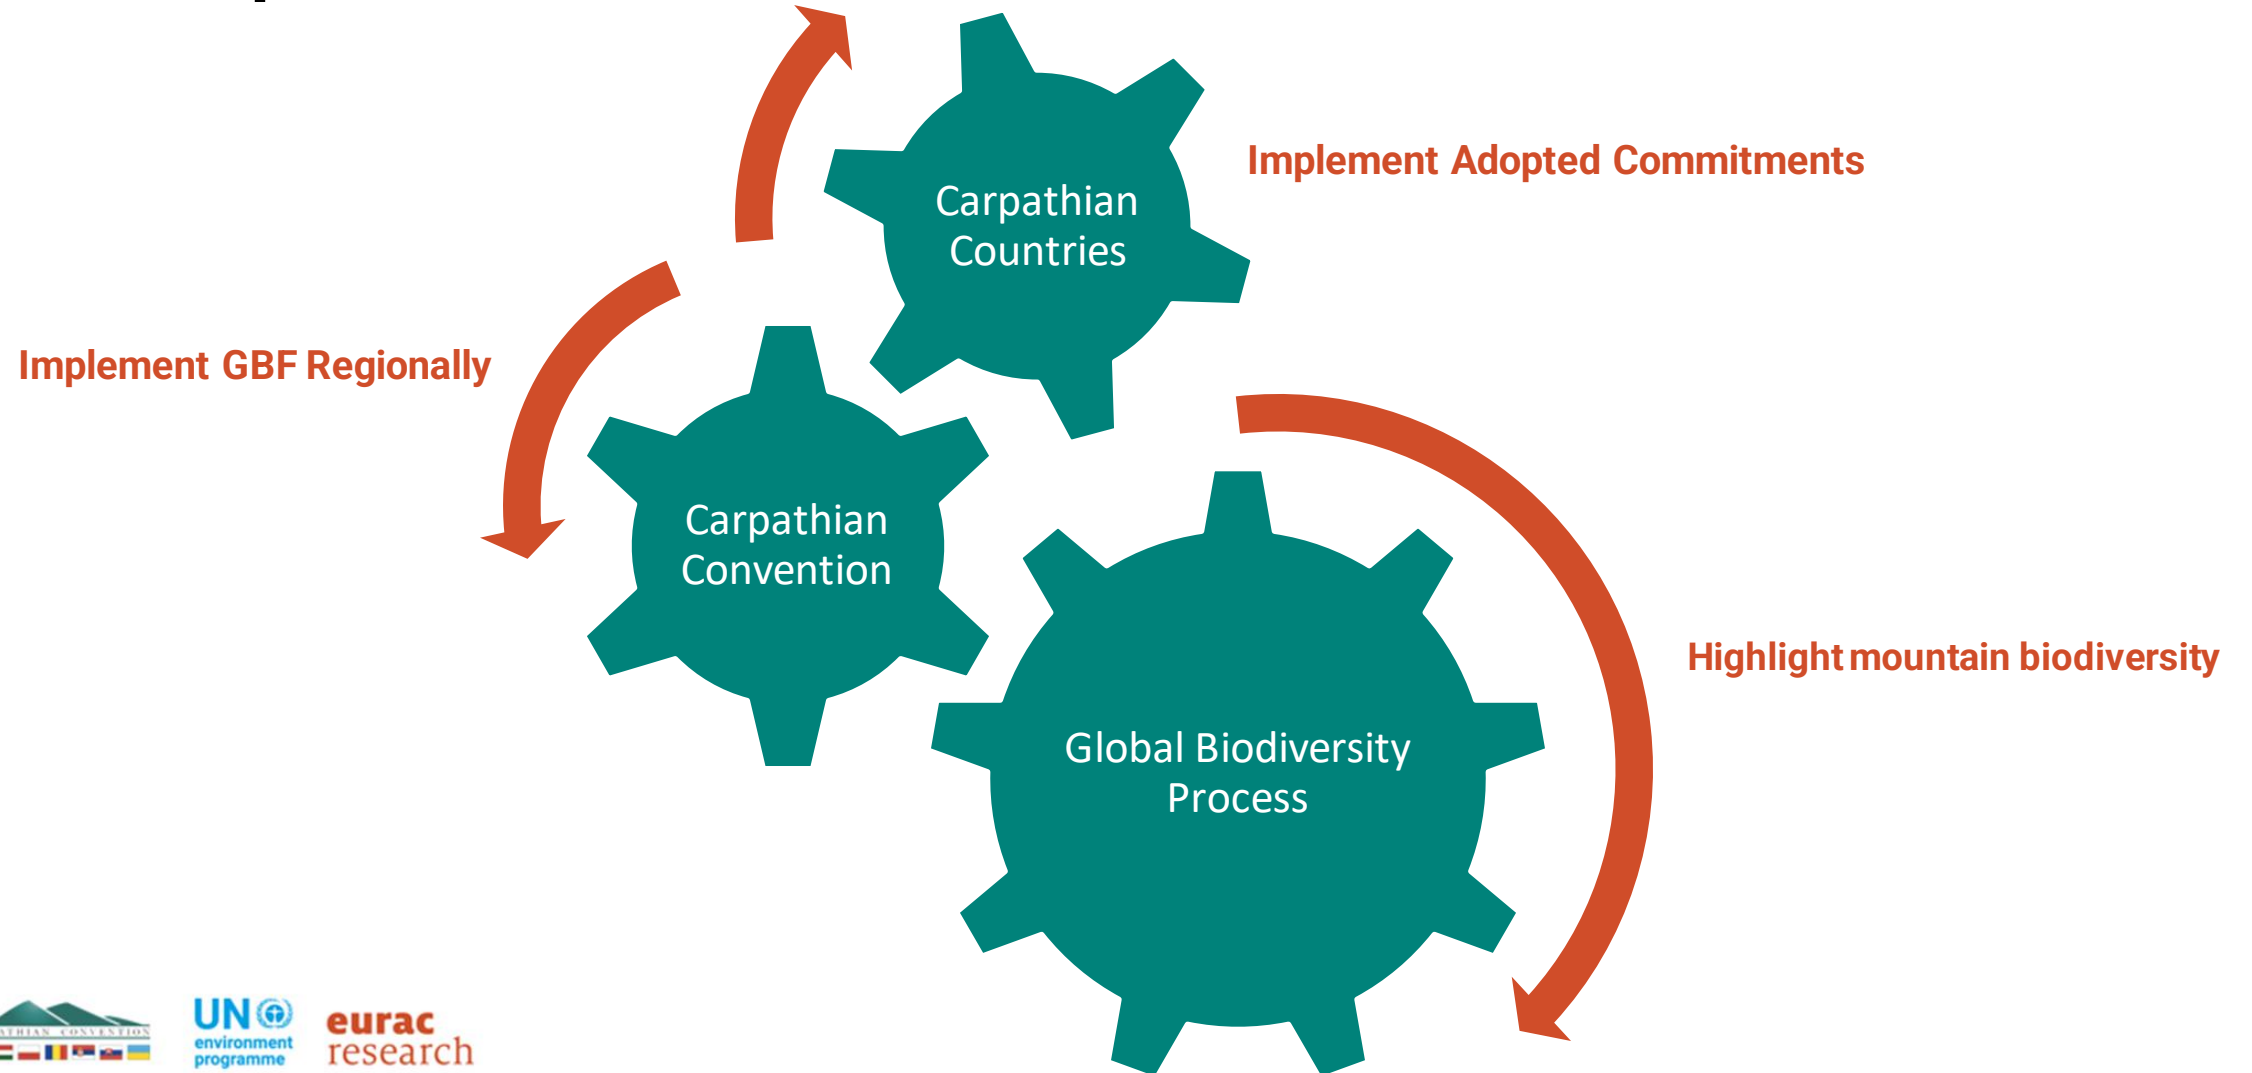 Implement Adopted Commitments
Carpathian
Countries
Implement GBF Regionally
Carpathian
Convention
Highlight mountain biodiversity
Global Biodiversity
Process
CONVENTION
UN
environment
programme
eurac
research